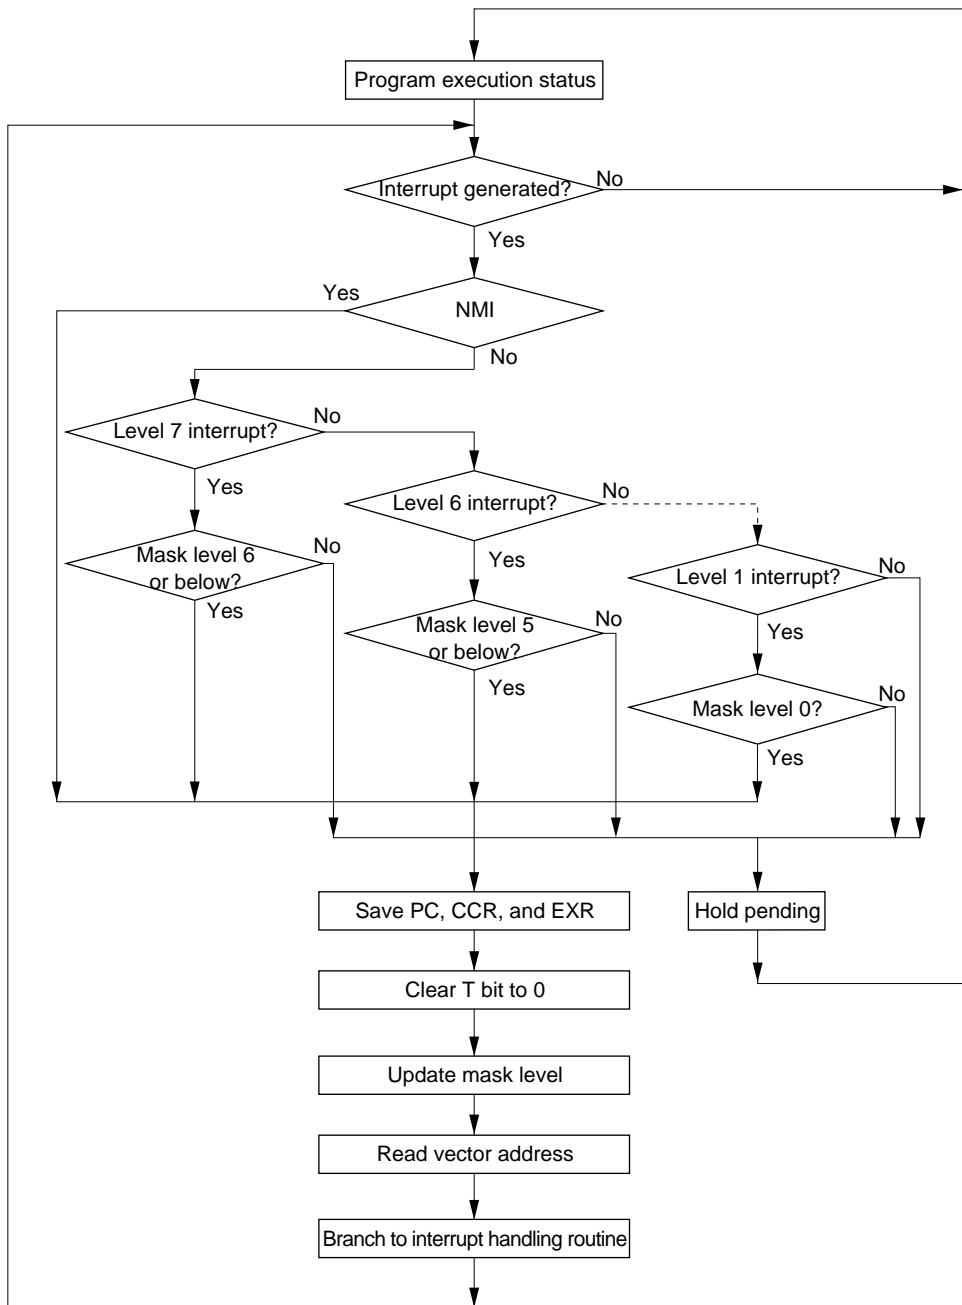 Program execution status
Interrupt generated?
No
Yes
Yes
NMI
No
Level 7 interrupt?
No
Yes
Level 6 interrupt?
No
Mask level 6
or below?
No
Yes
Yes
Level 1 interrupt?
No
Mask level 5
or below?
No
Yes
Yes
Mask level 0?
No
Yes
Save PC, CCR, and EXR
Hold pending
Clear T bit to 0
Update mask level
Read vector address
Branch to interrupt handling routine